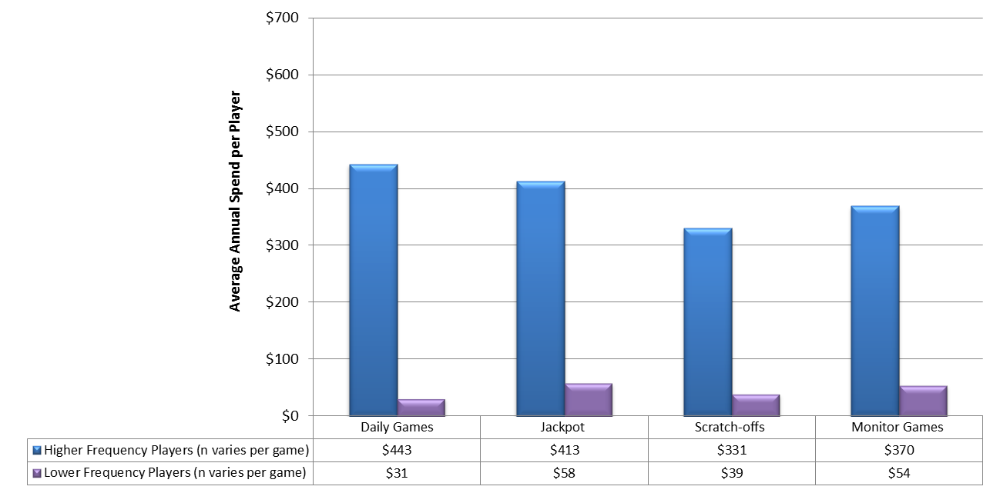 $700
$600
$500
$400
$300
$200
$100
$0
Average Annual Spend per Player
Daily Games Jackpot Scratch-offs Monitor Games
Higher Frequency Players (n varies per game) $443 $413 $331 $370
Lower Frequency Players (n varies per game) $31 $58 $39 $54